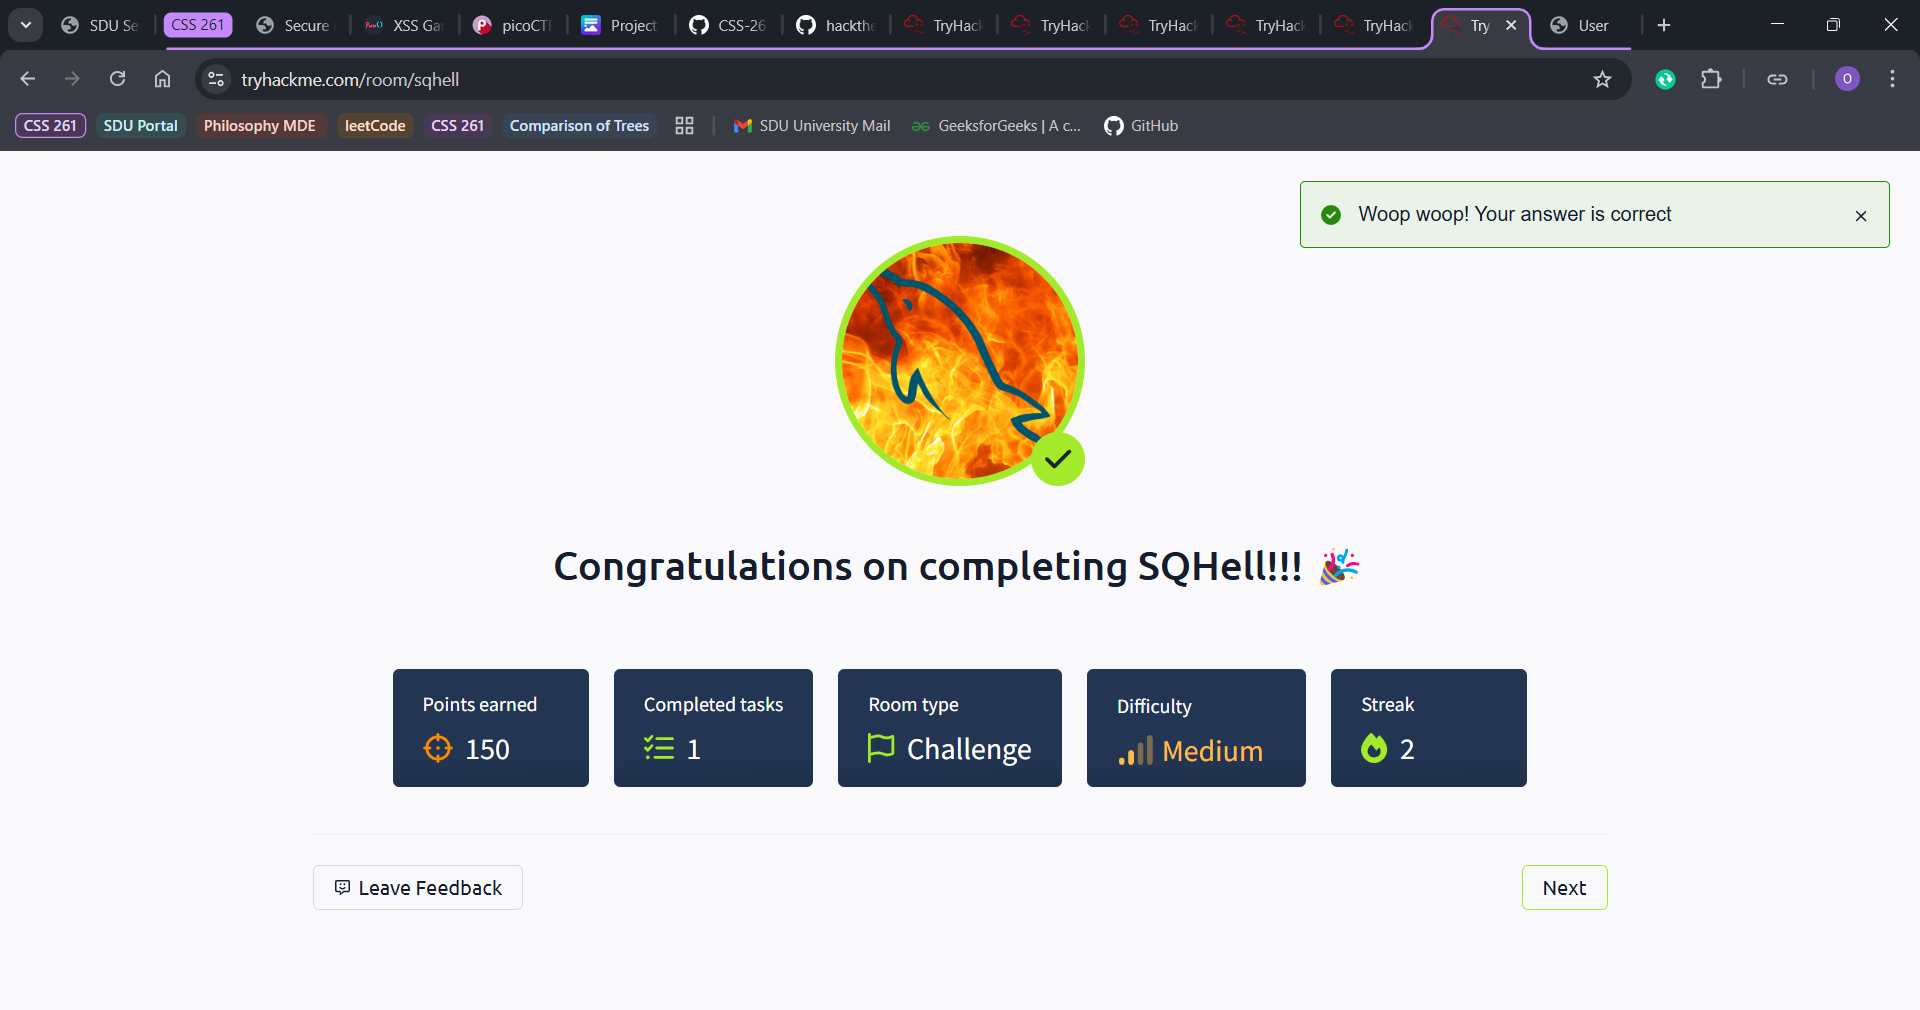 SDU Se
CSS 261
Secure
XSS Ga
picoCTF
Project
CSS-26
hackthe
TryHack
TryHack
TryHack
TryHack
TryHack
Try
User
tryhackme.com/room/sqhell
O
CSS 261
SDU Portal
Philosophy MDE
leetCode
CSS 261
Comparison of Trees
SDU University Mail
GeeksforGeeks | A c...
GitHub
Woop woop! Your answer is correct
Congratulations on completing SQHell!!! 🎉
Points earned
150
Completed tasks
1
Room type
Challenge
Difficulty
Medium
Streak
2
Leave Feedback
Next